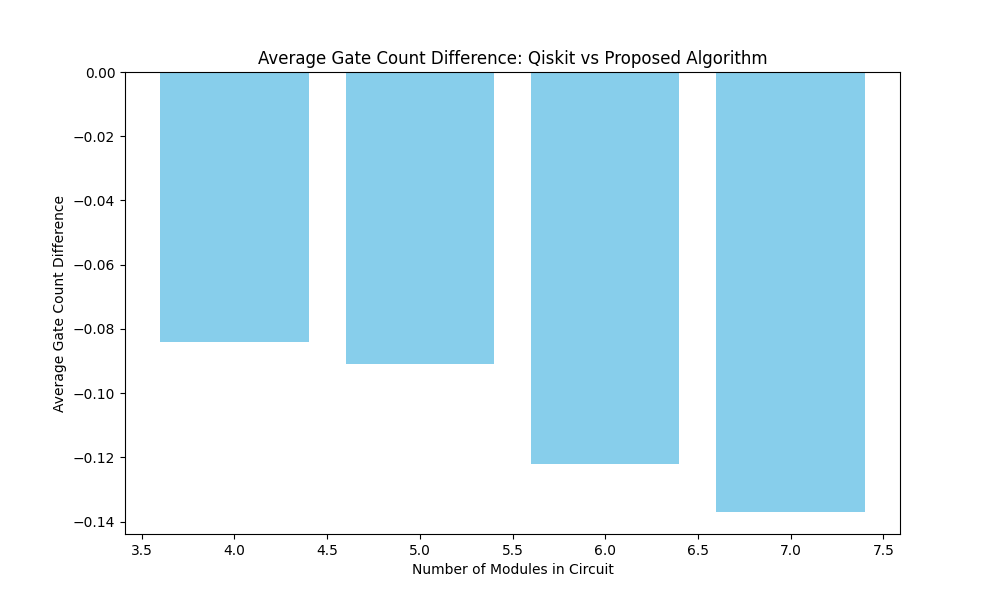 Average Gate Count Difference: Qiskit vs Proposed Algorithm
0.00
−0.02
−0.04
−0.06
−0.08
−0.10
−0.12
−0.14
Average Gate Count Difference
3.5 4.0 4.5 5.0 5.5 6.0 6.5 7.0 7.5
Number of Modules in Circuit